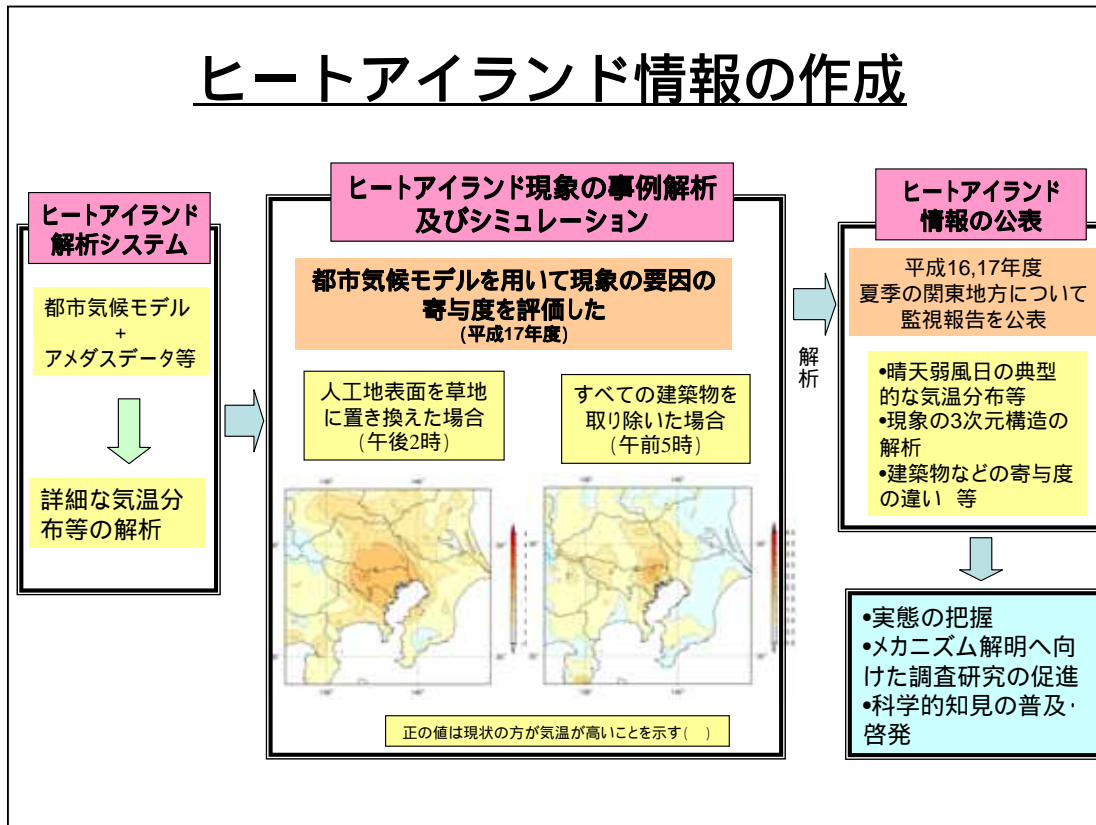 ヒートアイランド情報の作成
ヒートアイランド
解析システム
都市気候モデル
+
アメダスデータ等
詳細な気温分
布等の解析
ヒートアイランド現象の事例解析
及びシミュレーション
都市気候モデルを用いて現象の要因の
寄与度を評価した
(平成17年度)
人工地表面を草地
に置き換えた場合
(午後2時)
すべての建築物を
取り除いた場合
(午前5時)
正の値は現状の方が気温が高いことを示す( )
解
析
ヒートアイランド
情報の公表
平成16,17年度
夏季の関東地方について
監視報告を公表
•晴天弱風日の典型
的な気温分布等
•現象の3次元構造の
解析
•建築物などの寄与度
の違い 等
•実態の把握
•メカニズム解明へ向
けた調査研究の促進
•科学的知見の普及・
啓発